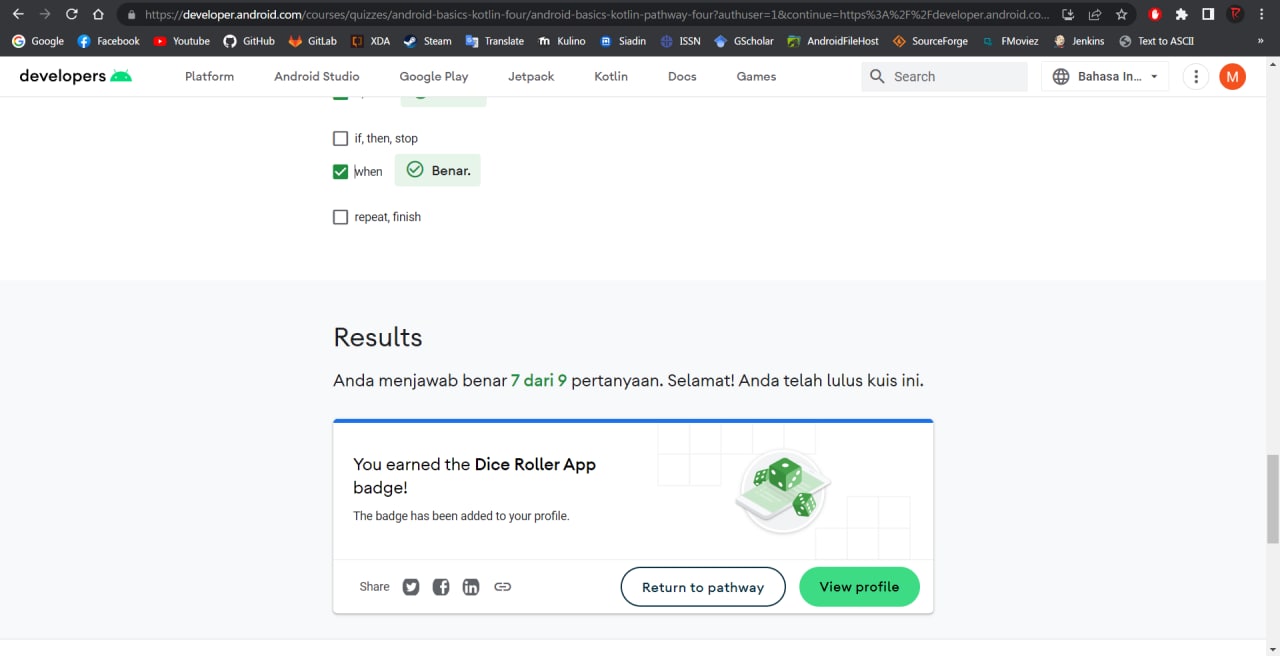 https://developer.android.com/courses/quizzes/android-basics-kotlin-four/android-basics-kotlin-pathway-four?authuser=1&continue=https%3A%2F%2Fdeveloper.android.co...
Google Facebook Youtube GitHub GitLab XDA Steam Translate Kulino Siadin ISSN GScholar AndroidFileHost SourceForge FMoviez Jenkins Text to ASCII »
developers Platform Android Studio Google Play Jetpack Kotlin Docs Games Search Bahasa In... M
if, then, stop
when Benar.
repeat, finish
Results
Anda menjawab benar 7 dari 9 pertanyaan. Selamat! Anda telah lulus kuis ini.
You earned the Dice Roller App
badge!
The badge has been added to your profile.
Share Return to pathway View profile